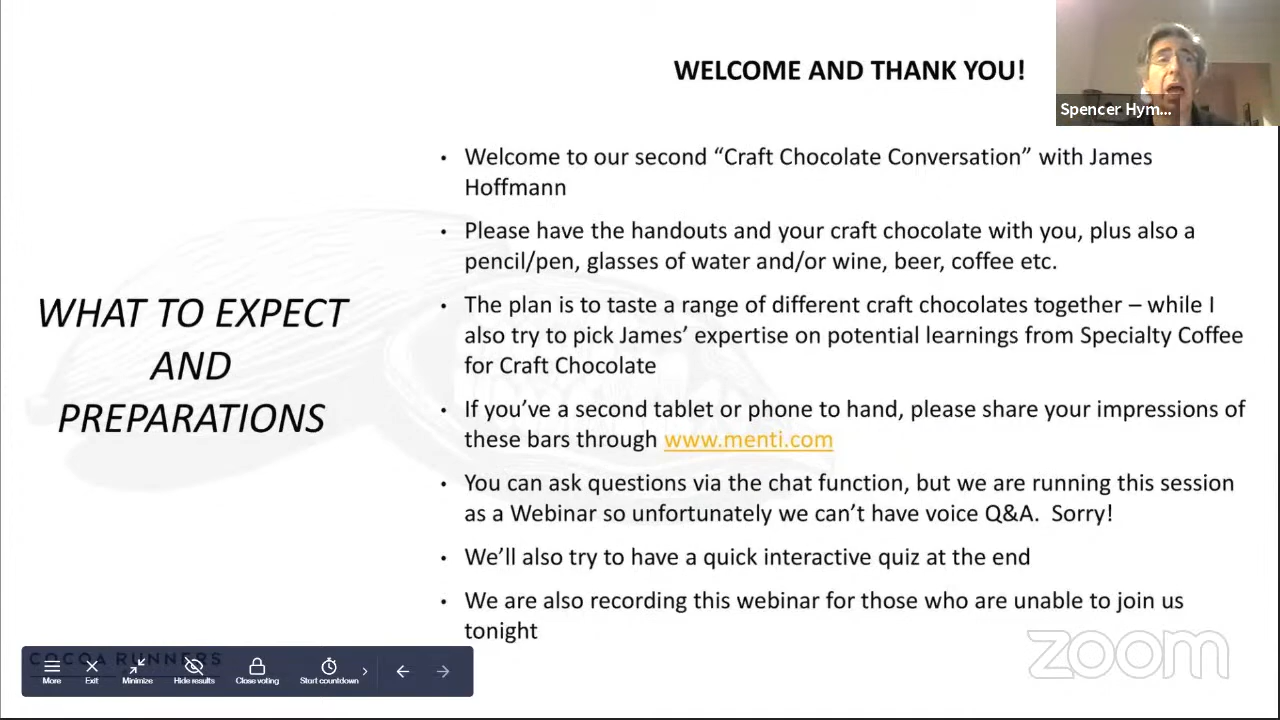 WELCOME AND THANK YOU!
Spencer Hym...
• Welcome to our second “Craft Chocolate Conversation” with James
Hoffmann
• Please have the handouts and your craft chocolate with you, plus also a
pencil/pen, glasses of water and/or wine, beer, coffee etc.
• The plan is to taste a range of different craft chocolates together – while I
also try to pick James’ expertise on potential learnings from Specialty Coffee
for Craft Chocolate
• If you’ve a second tablet or phone to hand, please share your impressions of
these bars through www.menti.com
• You can ask questions via the chat function, but we are running this session
as a Webinar so unfortunately we can’t have voice Q&A.  Sorry!
• We’ll also try to have a quick interactive quiz at the end
• We are also recording this webinar for those who are unable to join us
tonight
WHAT TO EXPECT
AND
PREPARATIONS
COCOA RUNNERS
More Exit Minimize Hide results Close voting Start countdown
zoom